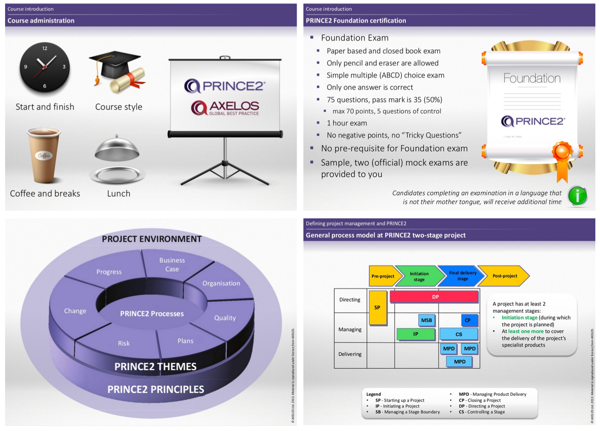 Course introduction
Course administration
12
3
6
9
PRINCE2®
AXELOS
GLOBAL BEST PRACTICE
Start and finish
Course style
Coffee
Coffee and breaks
Lunch
Course introduction
PRINCE2 Foundation certification
Foundation Exam
Paper based and closed book exam
Only pencil and eraser are allowed
Simple multiple (ABCD) choice exam
Only one answer is correct
75 questions, pass mark is 35 (50%)
max 70 points, 5 questions of control
1 hour exam
No negative points, no "Tricky Questions"
No pre-requisite for Foundation exam
Sample, two (official) mock exams are
provided to you
Foundation
PRINCE2®
Candidates completing an examination in a language that
is not their mother tongue, will receive additional time
i
PROJECT ENVIRONMENT
Business
Case
Progress
Organisation
Change
PRINCE2 Processes
Quality
Risk
Plans
PRINCE2 THEMES
PRINCE2 PRINCIPLES
Defining project management and PRINCE2
General process model at PRINCE2 two-stage project
Pre-project
Initiation
stage
Final delivery
stage
Post-project
Directing
SP
DP
Managing
MSB
CP
IP
CS
Delivering
MPD
MPD
MPD
A project has at least 2
management stages:
Initiation stage (during which
the project is planned)
At least one more to cover
the delivery of the project's
specialist products
Legend
SP - Starting up a Project
IP - Initiating a Project
SB - Managing a Stage Boundary
MPD - Managing Product Delivery
CP - Closing a Project
DP - Directing a Project
CS - Controlling a Stage